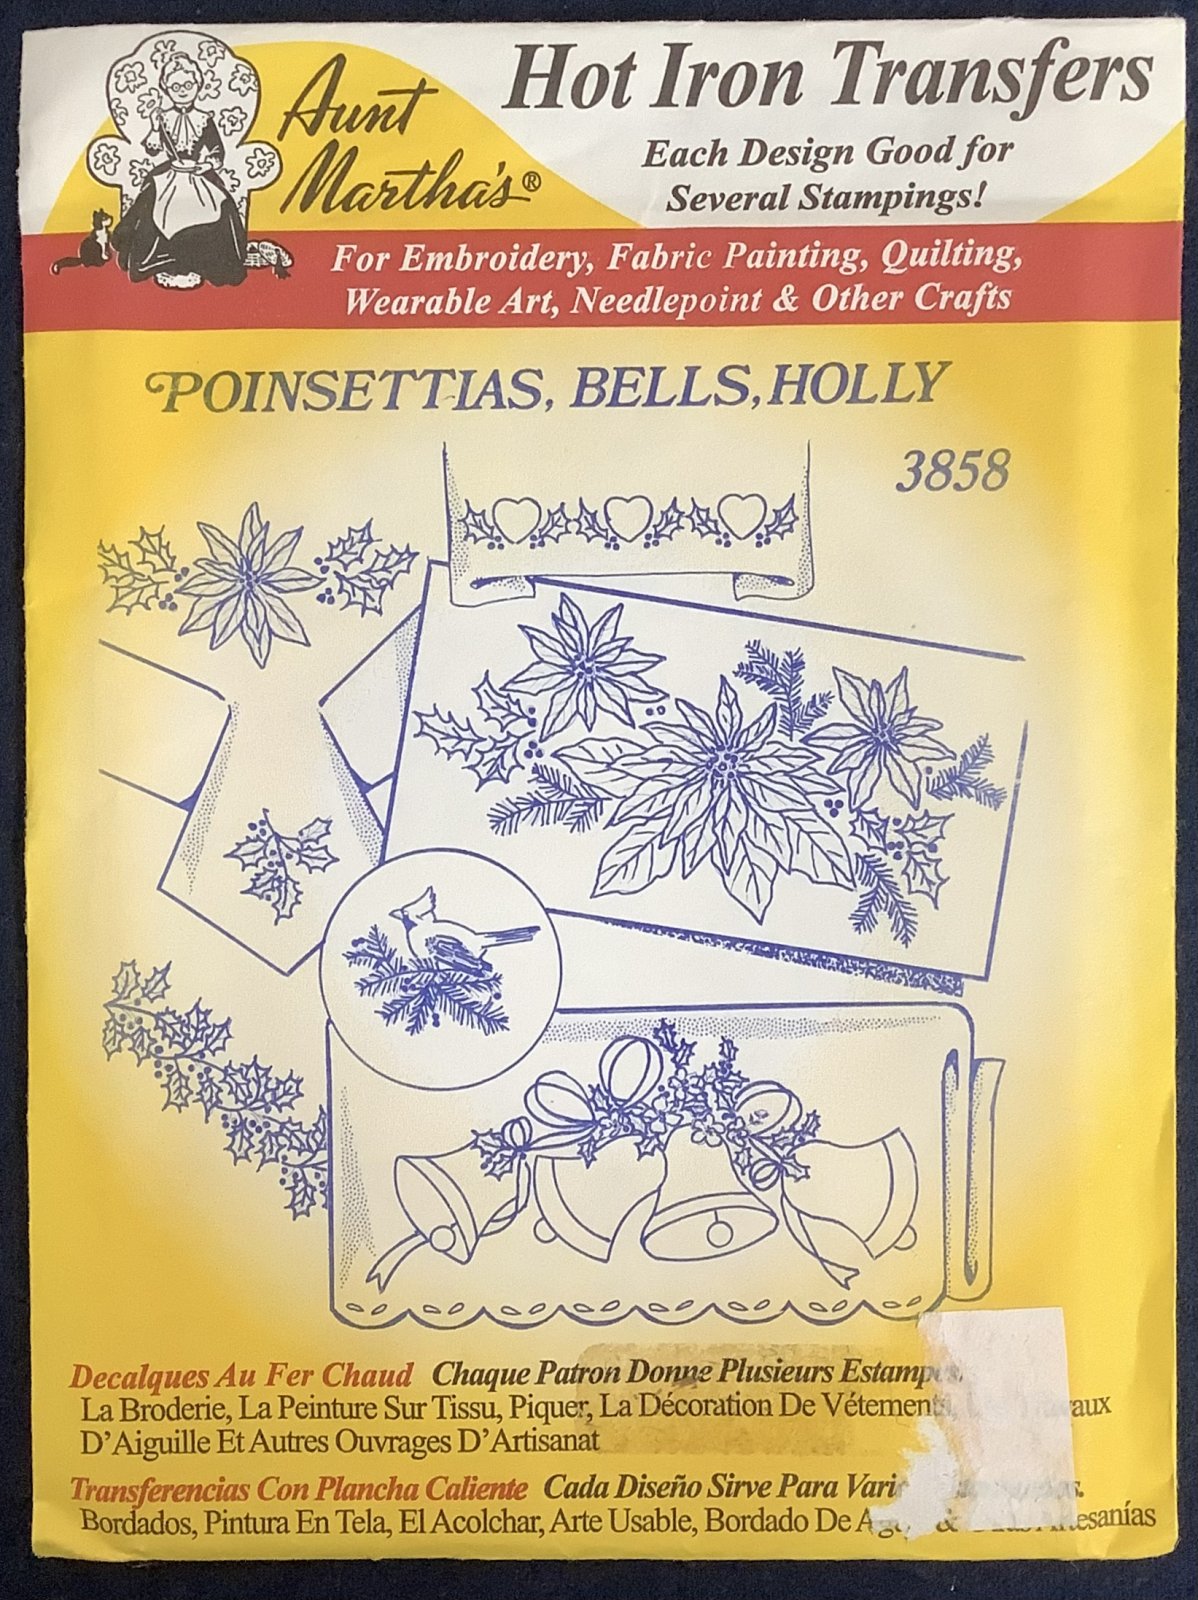 Aunt
Martha's®
Hot Iron Transfers
Each Design Good for
Several Stampings!
For Embroidery, Fabric Painting, Quilting,
Wearable Art, Needlepoint & Other Crafts
POINSETTIAS, BELLS, HOLLY
3858
Decalques Au Fer Chaud Chaque Patron Donne Plusieurs
La Broderie, La Peinture Sur Tissu, Piquer, La Décoration De
D'Aiguille Et Autres Ouvrages D'Artisanat
Transferencias Con Plancha Caliente Cada Diseño Sirve Para
Bordados, Pintura En Tela, El Acolchar, Arte Usable, Bordado De &